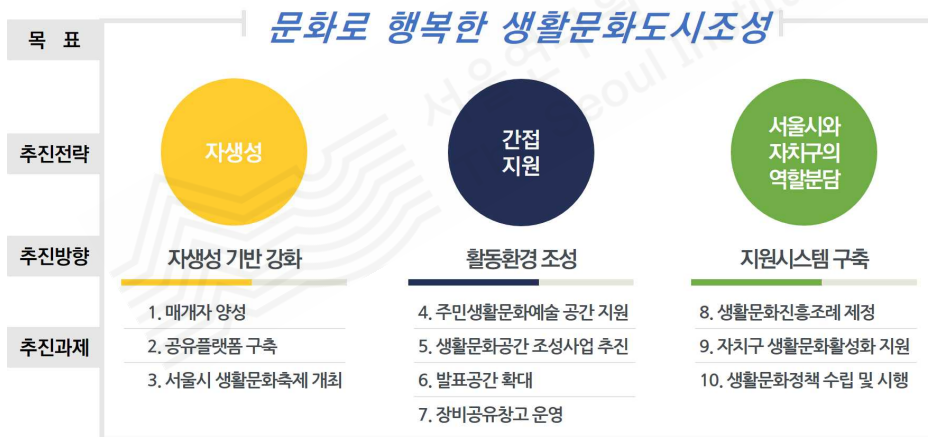 목 표
문화로 행복한 생활문화도시조성
추진전략
자생성
간접
지원
서울시와
자치구의
역할분담
추진방향
자생성 기반 강화
활동환경 조성
지원시스템 구축
추진과제
1. 매개자 양성
2. 공유플랫폼 구축
3. 서울시 생활문화축제 개최
4. 주민생활문화예술 공간 지원
5. 생활문화공간 조성사업 추진
6. 발표공간 확대
7. 장비공유창고 운영
8. 생활문화진흥조례 제정
9. 자치구 생활문화활성화 지원
10. 생활문화정책 수립 및 시행
서울연구원
Seoul Institute